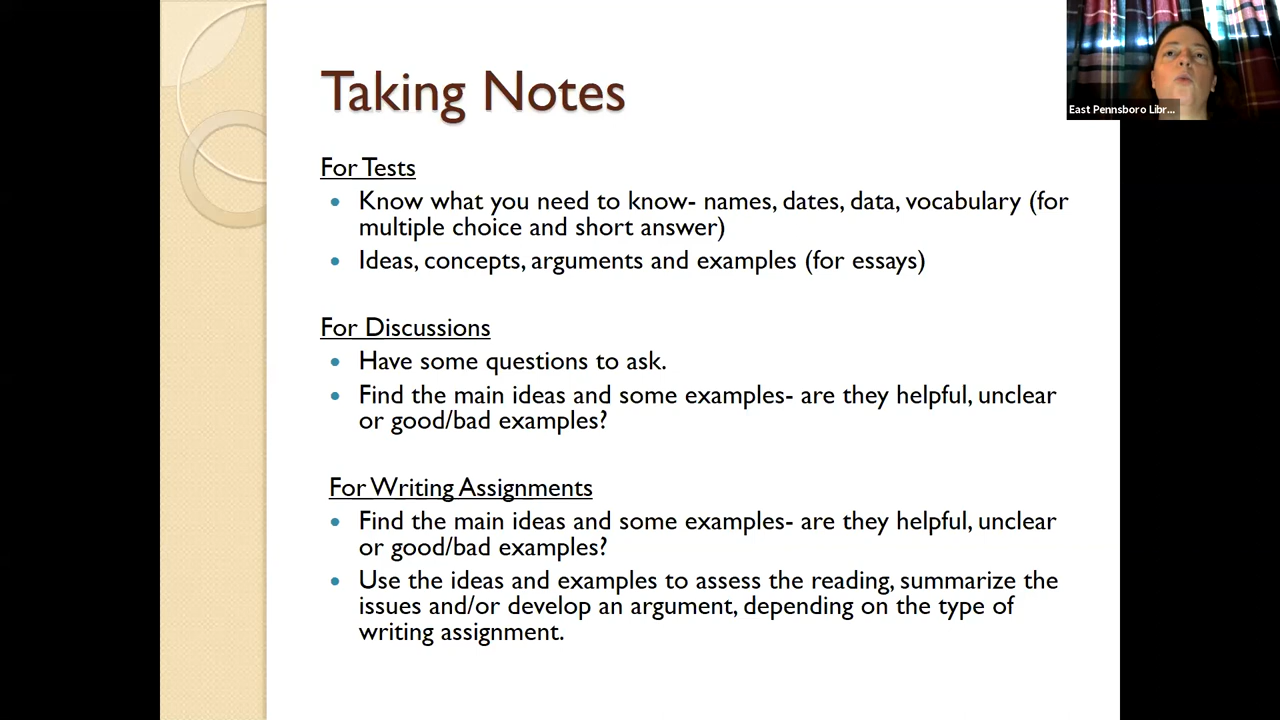 Taking Notes
East Pennsboro Libr...
For Tests
Know what you need to know- names, dates, data, vocabulary (for
multiple choice and short answer)
Ideas, concepts, arguments and examples (for essays)
For Discussions
Have some questions to ask.
Find the main ideas and some examples- are they helpful, unclear
or good/bad examples?
For Writing Assignments
Find the main ideas and some examples- are they helpful, unclear
or good/bad examples?
Use the ideas and examples to assess the reading, summarize the
issues and/or develop an argument, depending on the type of
writing assignment.